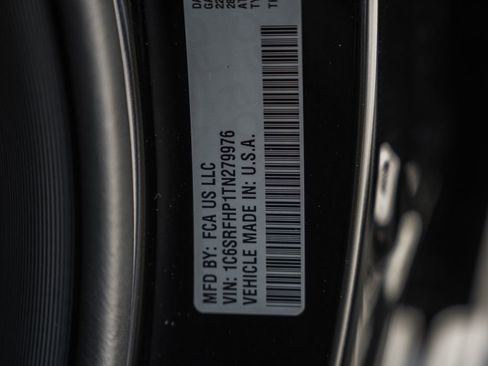 MFD BY: FCA US LLC
VIN: 1C6SRFHP1TN279976
VEHICLE MADE IN: U.S.A.